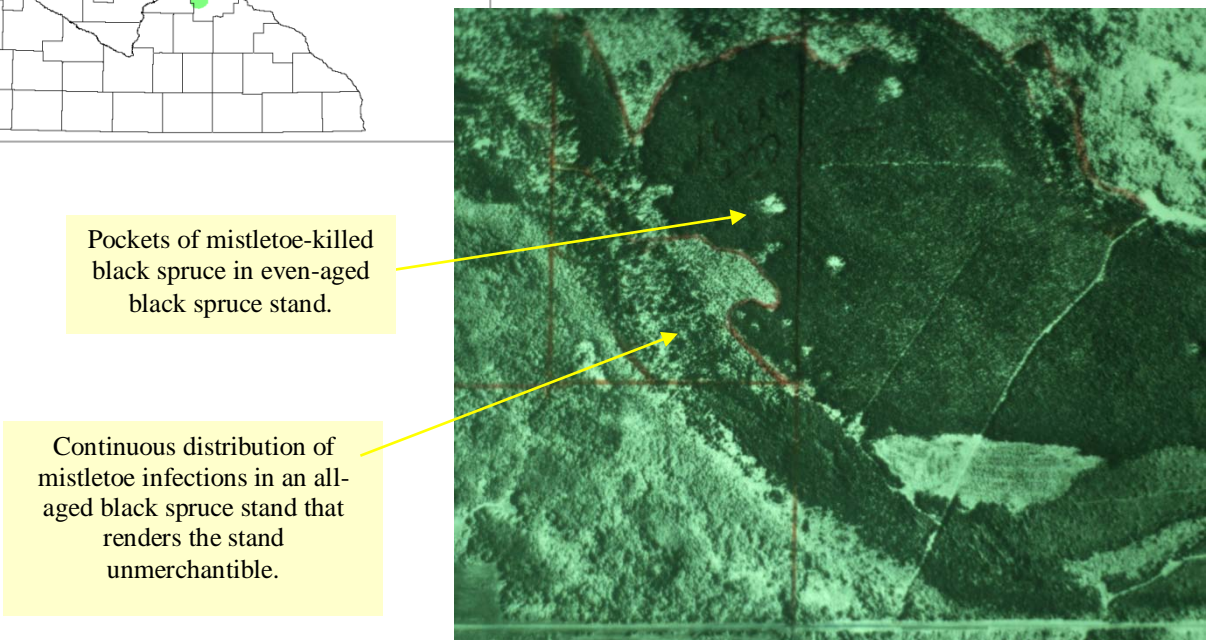 Pockets of mistletoe-killed
black spruce in even-aged
black spruce stand.
Continuous distribution of
mistletoe infections in an all-
aged black spruce stand that
renders the stand
unmerchantible.